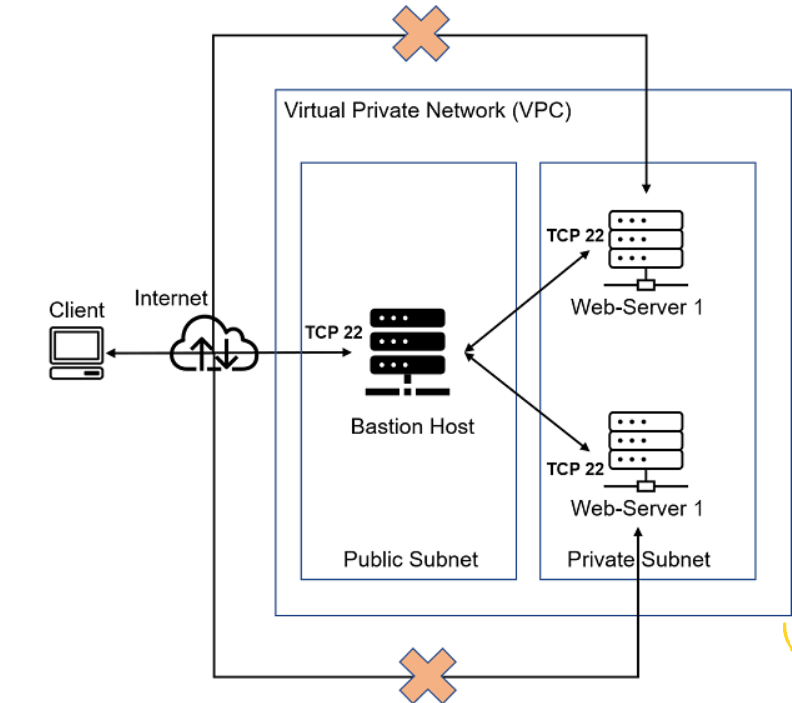 Virtual Private Network (VPC)
TCP 22
Web-Server 1
Internet
Client
TCP 22
Bastion Host
TCP 22
Web-Server 1
Public Subnet
Private Subnet